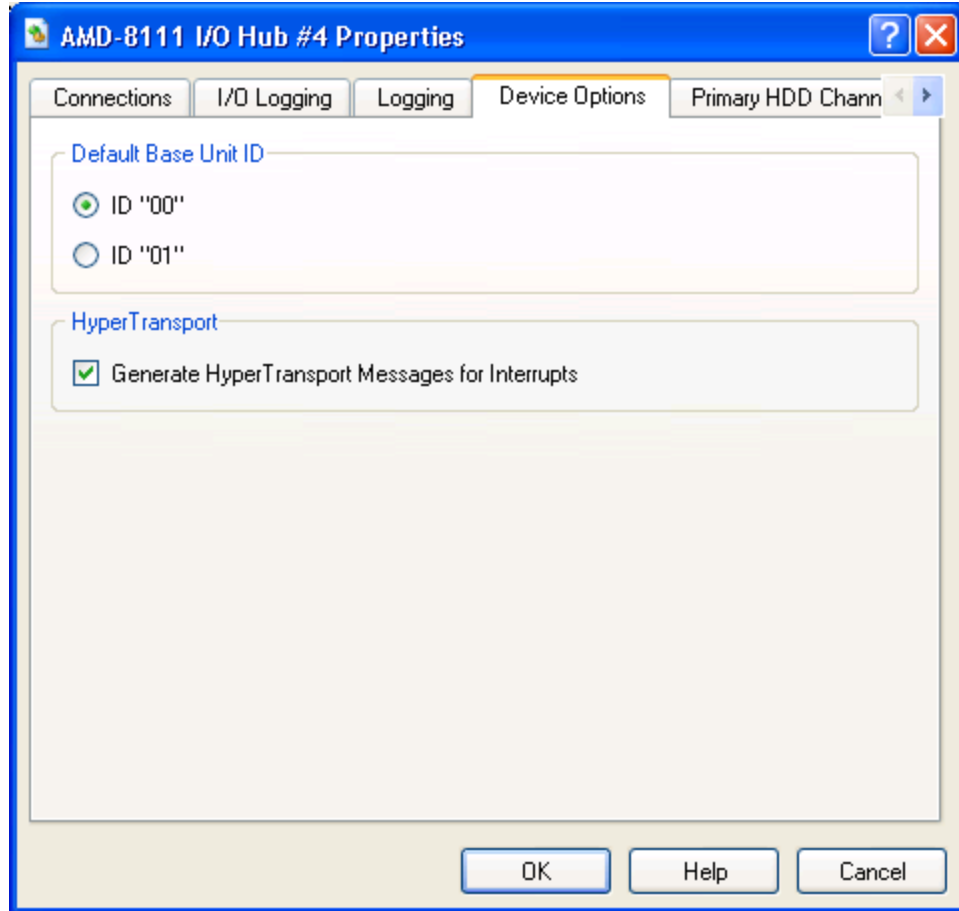 AMD-8111 I/O Hub #4 Properties
Connections I/O Logging Logging Device Options Primary HDD Chann
Default Base Unit ID
ID "00"
ID "01"
HyperTransport
Generate HyperTransport Messages for Interrupts
OK Help Cancel